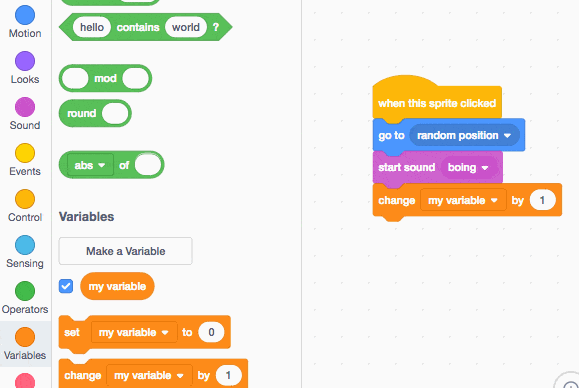 Motion
Looks
Sound
Events
Control
Sensing
Operators
Variables
hello contains world ?
mod
round
abs of
Variables
Make a Variable
my variable
set my variable to 0
change my variable by 1
when this sprite clicked
go to random position
start sound boing
change my variable by 1